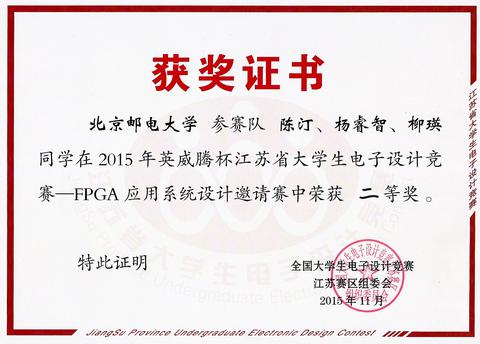 获奖证书
北京邮电大学 参赛队 陈汀、杨睿智、柳瑛
同学在2015年英威腾杯江苏省大学生电子设计竞
赛—FPGA应用系统设计邀请赛中荣获 二等奖。
特此证明
全国大学生电子设计竞赛
江苏赛区组委会
2015年11月
江苏省大学生电子设计竞赛
JiangSu Province Undergraduate Electronic Design Contest